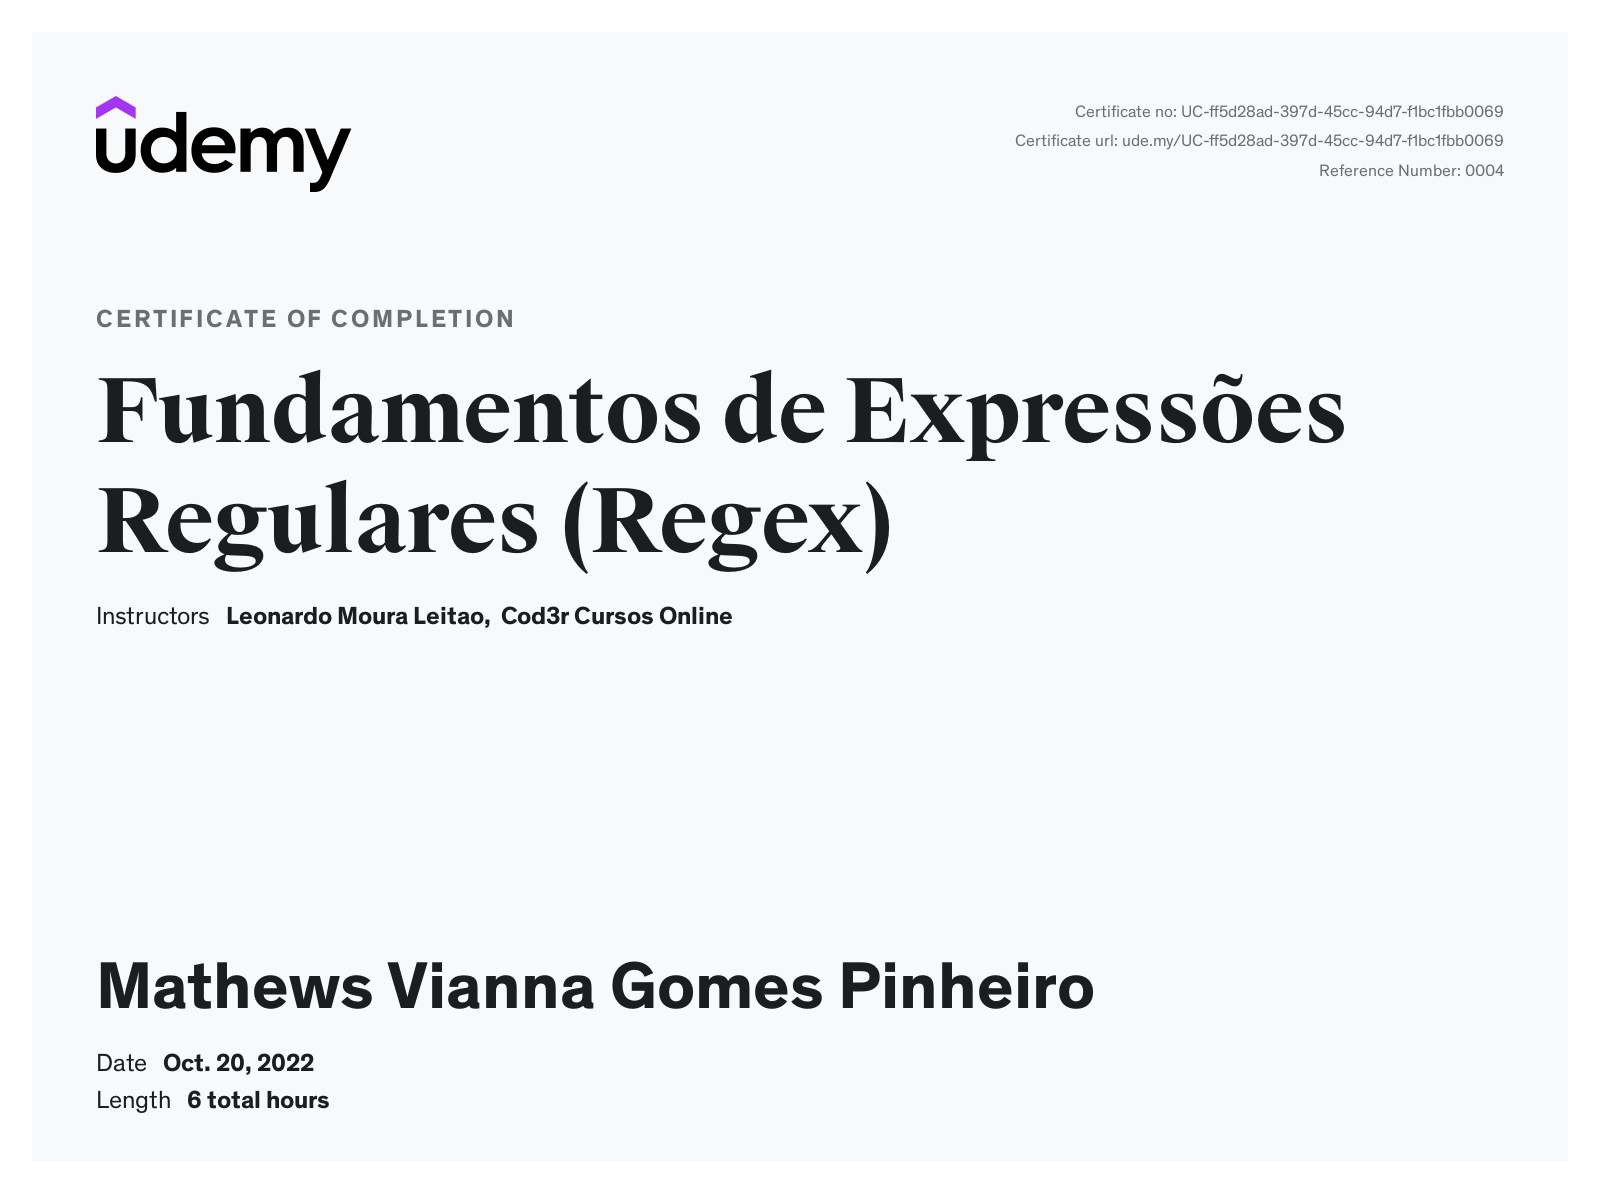 udemy
Certificate no: UC-ff5d28ad-397d-45cc-94d7-f1bc1fbb0069
Certificate url: ude.my/UC-ff5d28ad-397d-45cc-94d7-f1bc1fbb0069
Reference Number: 0004
CERTIFICATE OF COMPLETION
Fundamentos de Expressões
Regulares (Regex)
Instructors Leonardo Moura Leitao, Cod3r Cursos Online
Mathews Vianna Gomes Pinheiro
Date Oct. 20, 2022
Length 6 total hours